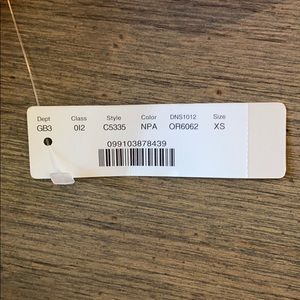 Dept Class Style Color DNS1012 Size
GB3 0I2 C5335 NPA OR6062 XS
099103878439